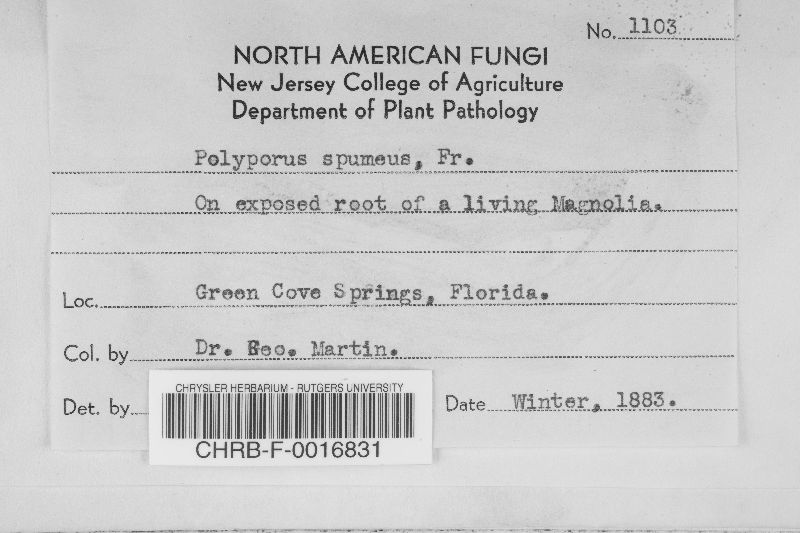 No. 1103
NORTH AMERICAN FUNGI
New Jersey College of Agriculture
Department of Plant Pathology
Polyporus spumeus, Fr.
On exposed root of a living Magnolia.
Loc. Green Cove Springs, Florida.
Col. by Dr. Geo. Martin.
Det. by
Date Winter, 1883.
CHRYSLER HERBARIUM - RUTGERS UNIVERSITY
CHRB-F-0016831